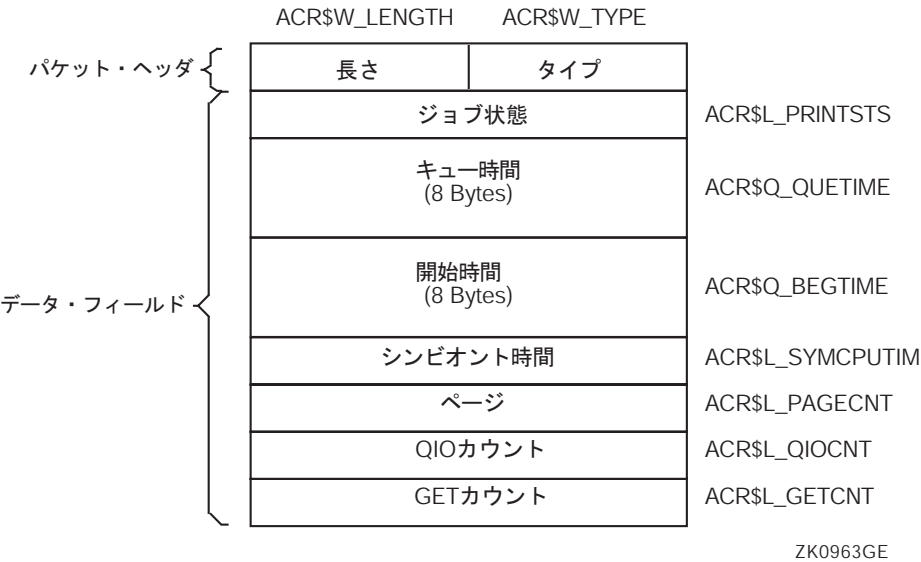 ACR$W_LENGTH ACR$W_TYPE
パケット・ヘッダ 長さ タイプ
ジョブ状態 ACR$L_PRINTSTS
キュー時間
(8 Bytes) ACR$Q_QUETIME
開始時間
(8 Bytes) ACR$Q_BEGTIME
データ・フィールド
シンビオント時間 ACR$L_SYMCPUTIM
ページ ACR$L_PAGECNT
QIOカウント ACR$L_QIOCNT
GETカウント ACR$L_GETCNT
ZK0963GE